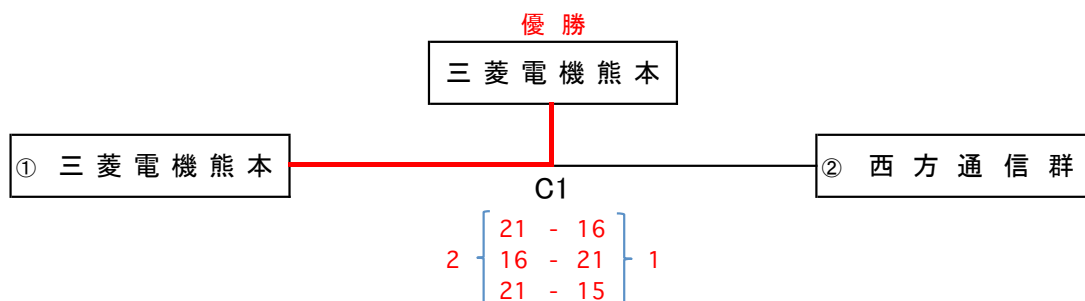 優勝
三菱電機熊本
① 三菱電機熊本
② 西方通信群
C1
21 - 16
2 16 - 21 1
21 - 15